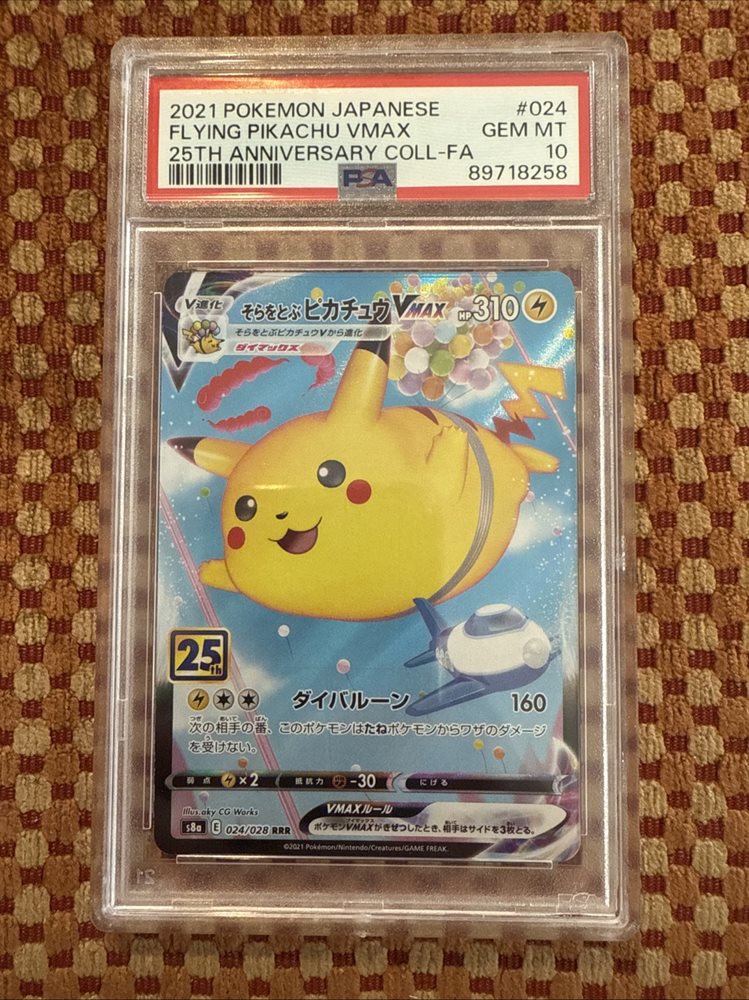 2021 POKEMON JAPANESE #024
FLYING PIKACHU VMAX GEM MT
25TH ANNIVERSARY COLL-FA 10
PSA 89718258
V進化 そらをとぶピカチュウVMAX HP310
そらをとぶピカチュウVから進化
ダイマックス
25th
ダイバルーン 160
次の相手の番、このポケモンはたねポケモンからワザのダメージ
を受けない。
弱点 ×2 抵抗力 -30 にげる
Illus.aky CG Works
VMAXルール
ポケモンVMAXがきぜつしたとき、相手はサイドを3枚とる。
s8a E 024/028 RRR
©2021 Pokémon/Nintendo/Creatures/GAME FREAK.